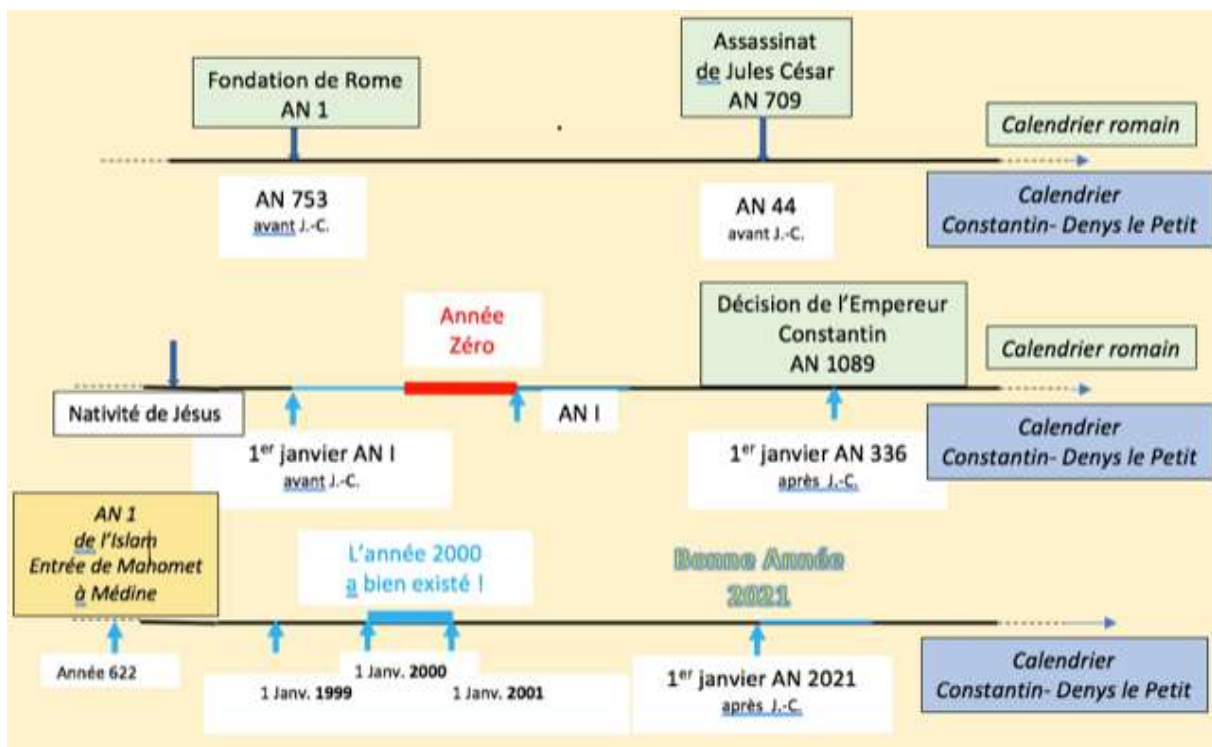 Fondation de Rome
AN 1
Assassinat
de Jules César
AN 709
Calendrier romain
AN 753
avant J.-C.
AN 44
avant J.-C.
Calendrier
Constantin- Denys le Petit
Année
Zéro
Décision de l'Empereur
Constantin
AN 1089
Calendrier romain
Nativité de Jésus
AN I
1er janvier AN I
avant J.-C.
1er janvier AN 336
après J.-C.
Calendrier
Constantin- Denys le Petit
AN 1
de l'Islam
Entrée de Mahomet
à Médine
L'année 2000
a bien existé !
Bonne Année
2021
Année 622
1 Janv. 1999
1 Janv. 2000
1 Janv. 2001
1er janvier AN 2021
après J.-C.
Calendrier
Constantin- Denys le Petit